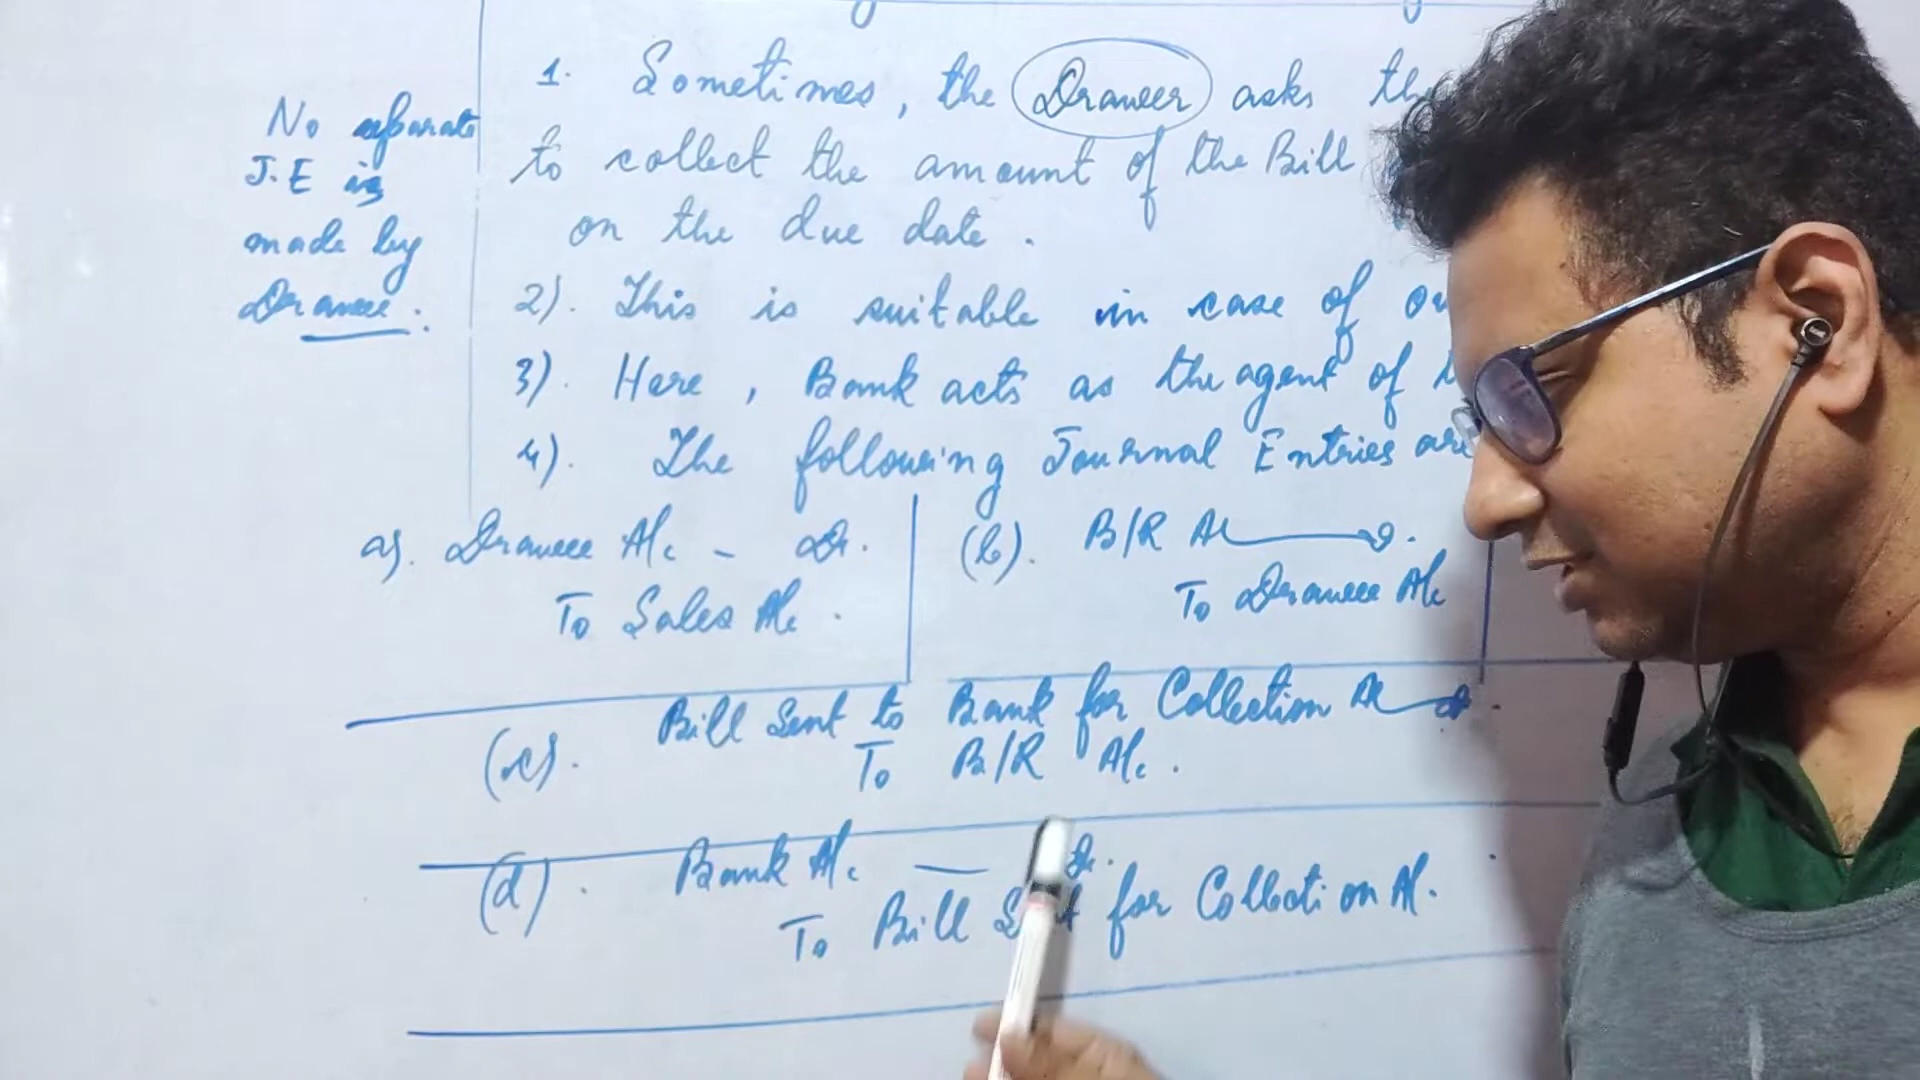 No separate
J.E is
made by
Drawee.
1. Sometimes, the Drawer asks the
to collect the amount of the Bill
on the due date.
2). This is suitable in case of
3). Here, Bank acts as the agent of
4). The following Journal Entries are
a). Drawee A/c - Dr.
To Sales A/c.
(b). B/R A/c Dr.
To Drawee A/c
(c). Bill Sent to Bank for Collection A/c Dr.
To B/R A/c.
(d). Bank A/c — Dr.
To Bill Sent for Collection A/c.